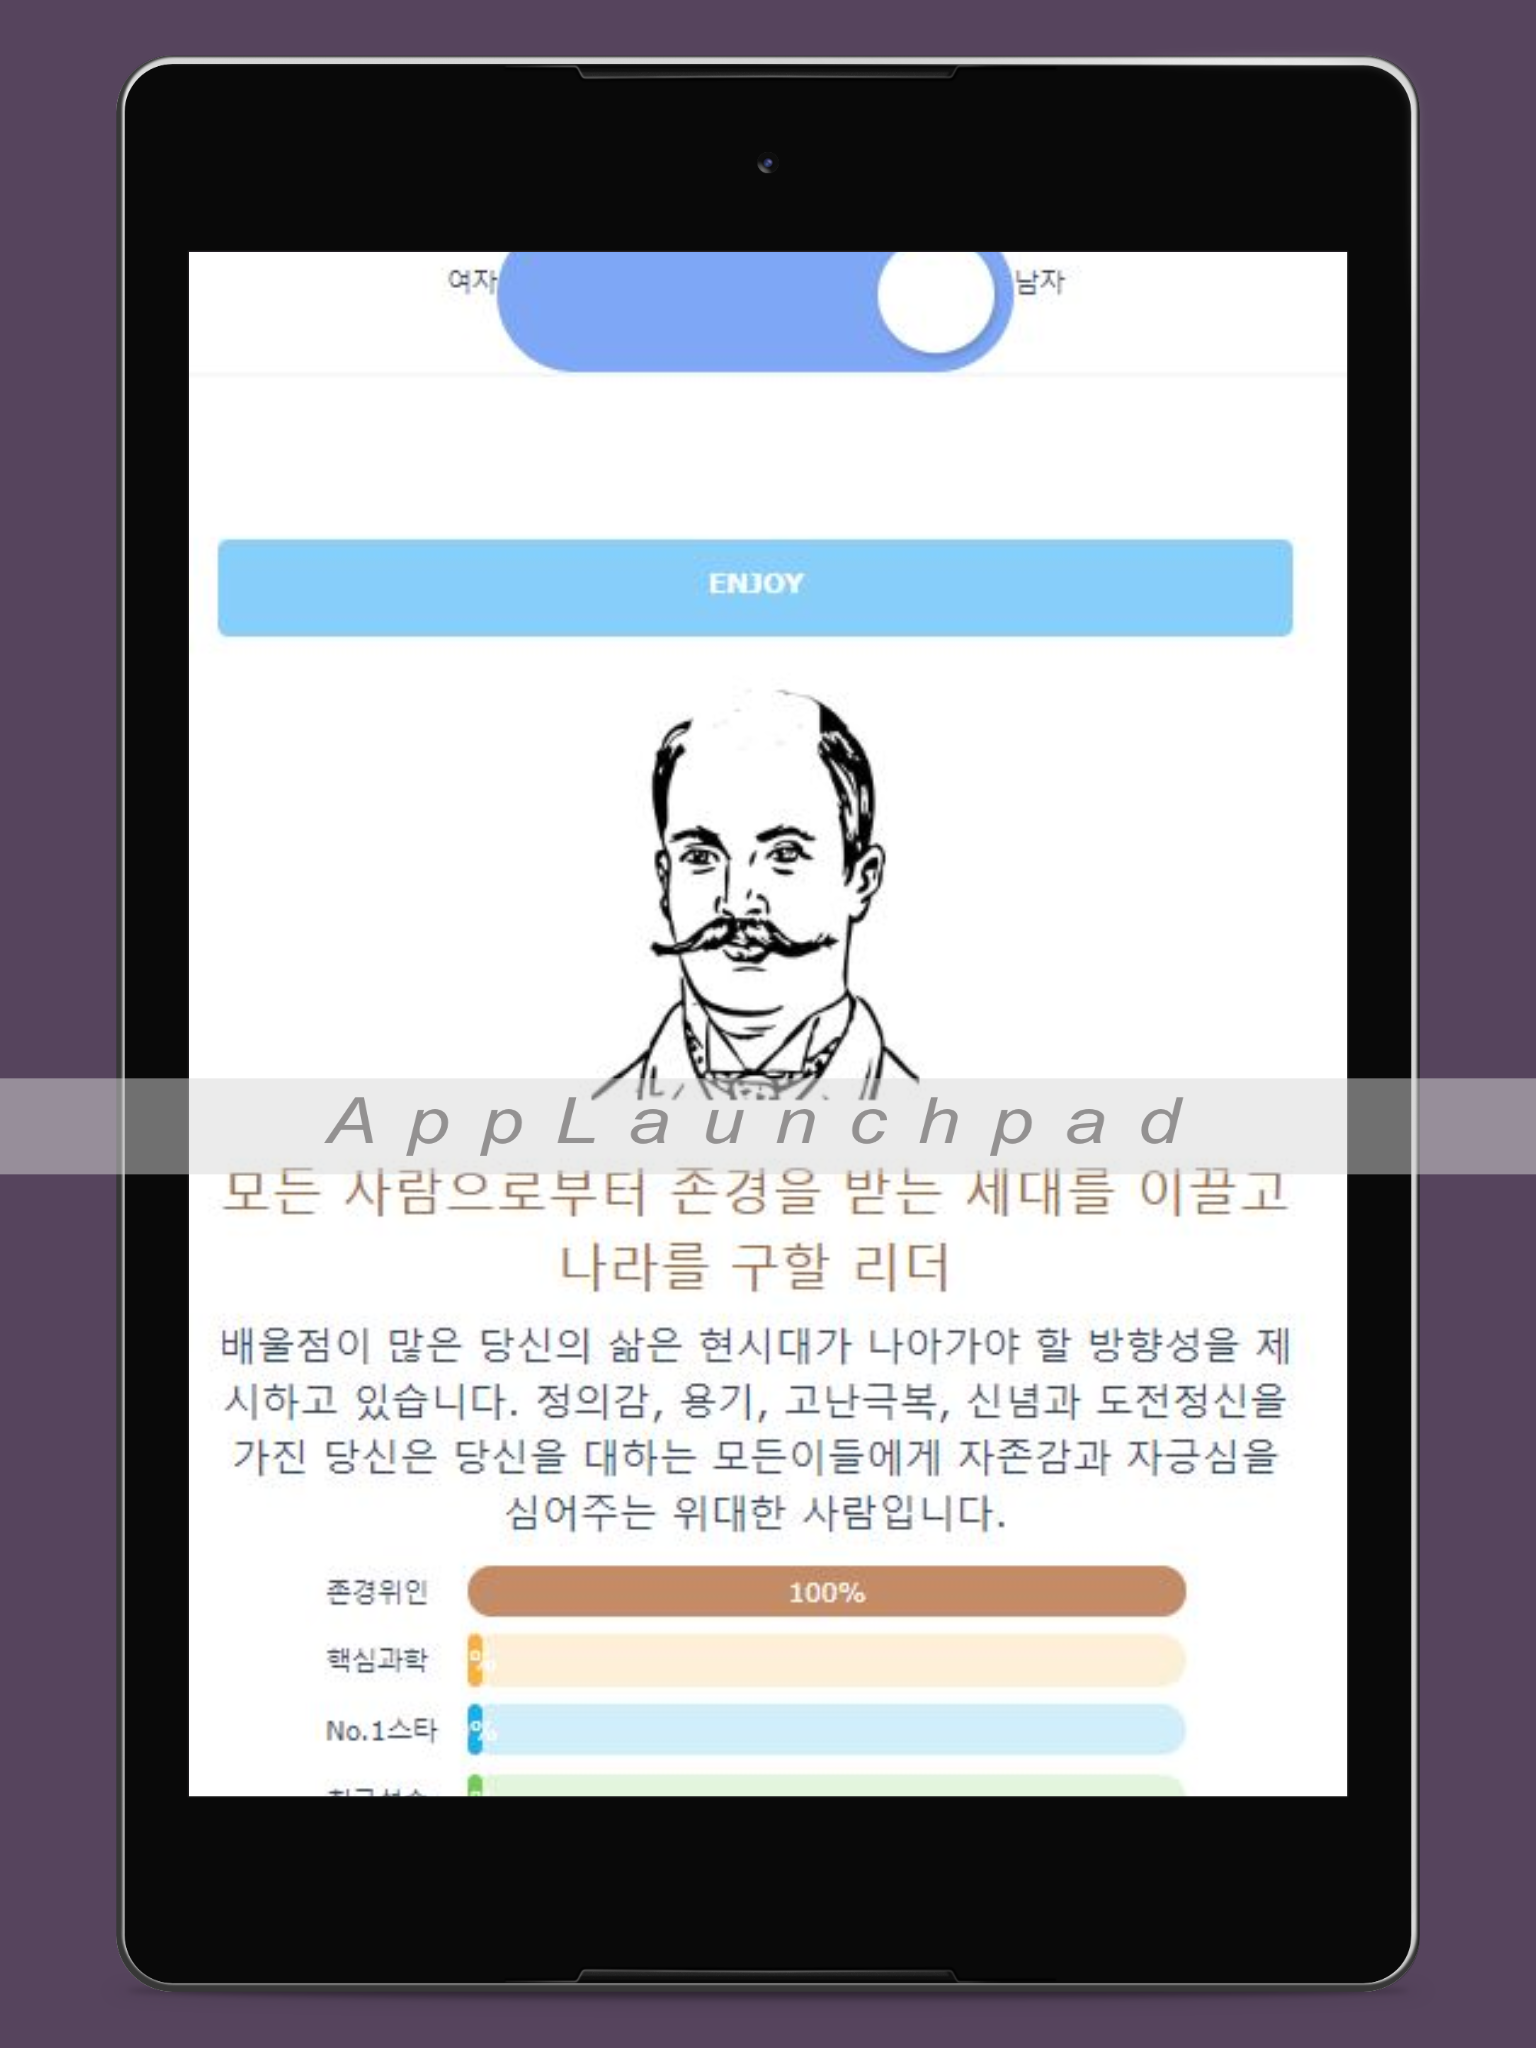 여자 남자
ENJOY
AppLaunchpad
모든 사람으로부터 존경을 받는 세대를 이끌고
나라를 구할 리더
배울점이 많은 당신의 삶은 현시대가 나아가야 할 방향성을 제
시하고 있습니다. 정의감, 용기, 고난극복, 신념과 도전정신을
가진 당신은 당신을 대하는 모든이들에게 자존감과 자긍심을
심어주는 위대한 사람입니다.
존경위인 100%
핵심과학 %
No.1스타 %